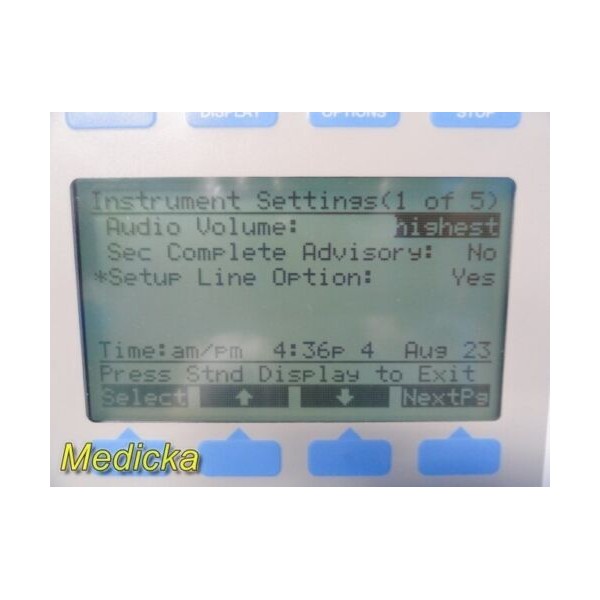 DISPLAY OPTIONS STOP
Instrument Settings(1 of 5)
Audio Volume: highest
Sec Complete Advisory: No
*Setup Line Option: Yes
Time:am/pm 4:36p 4 Aug 23
Press Stnd Display to Exit
Select ↑ ↓ NextPg
Medicka